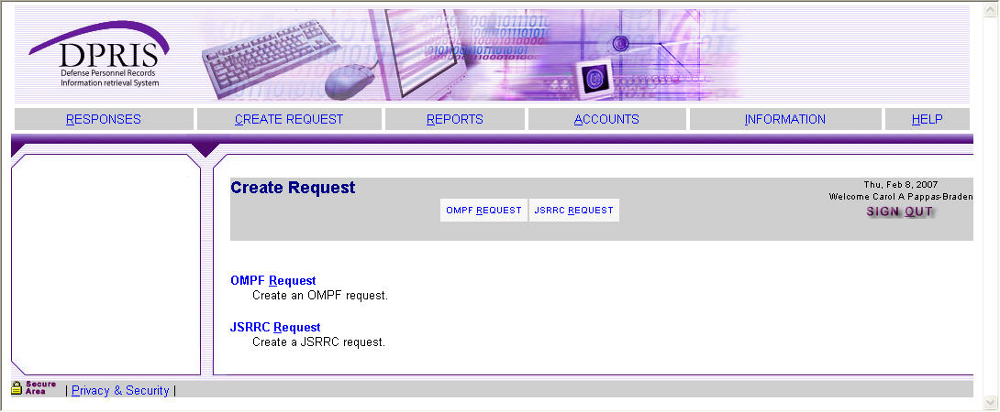 DPRIS
Defense Personnel Records
Information retrieval System
RESPONSES
CREATE REQUEST
REPORTS
ACCOUNTS
INFORMATION
HELP
Create Request
Thu, Feb 8, 2007
Welcome Carol A Pappas-Braden
OMPF REQUEST
JSRRC REQUEST
SIGN OUT
OMPF Request
Create an OMPF request.
JSRRC Request
Create a JSRRC request.
Secure
Area
| Privacy & Security |